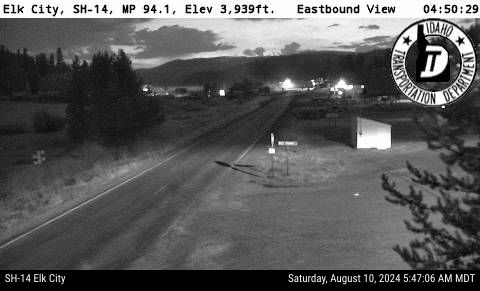 Elk City, SH-14, MP 94.1, Elev 3,939ft. Eastbound View 04:50:29
IDAHO
TRANSPORTATION DEPARTMENT
SH-14 Elk City Saturday, August 10, 2024 5:47:06 AM MDT